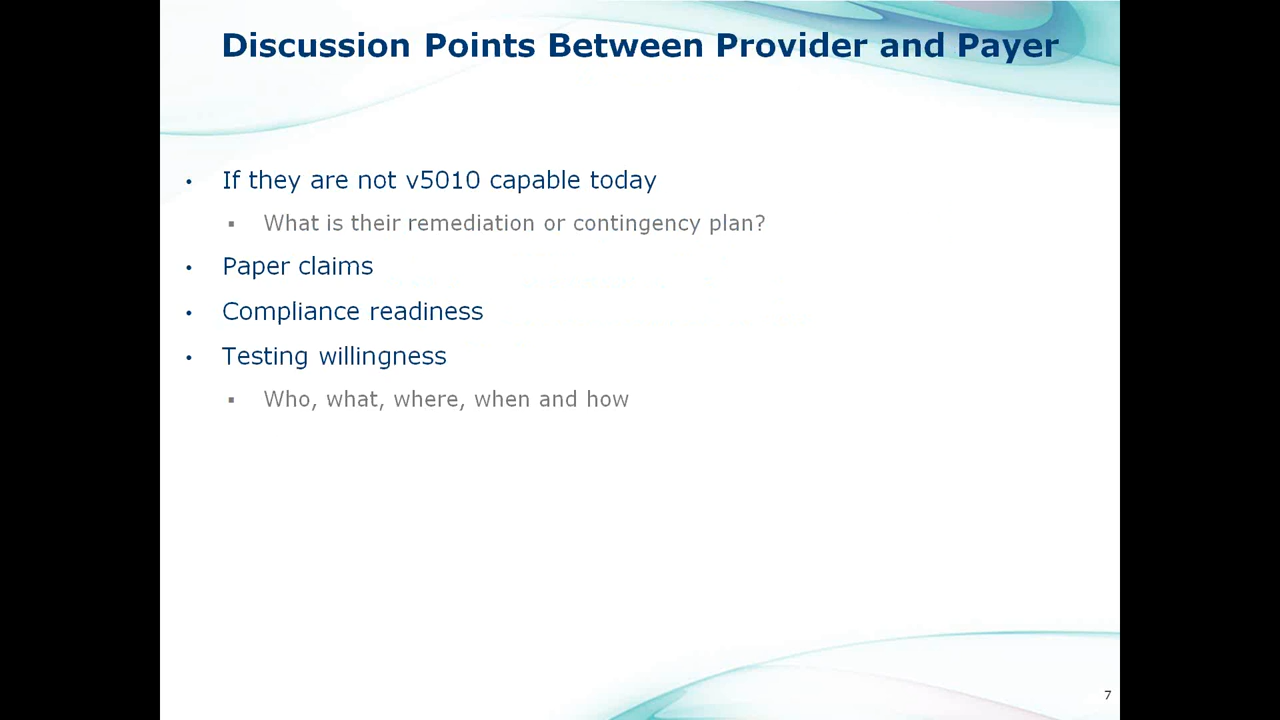 Discussion Points Between Provider and Payer
• If they are not v5010 capable today
▪ What is their remediation or contingency plan?
• Paper claims
• Compliance readiness
• Testing willingness
▪ Who, what, where, when and how
7